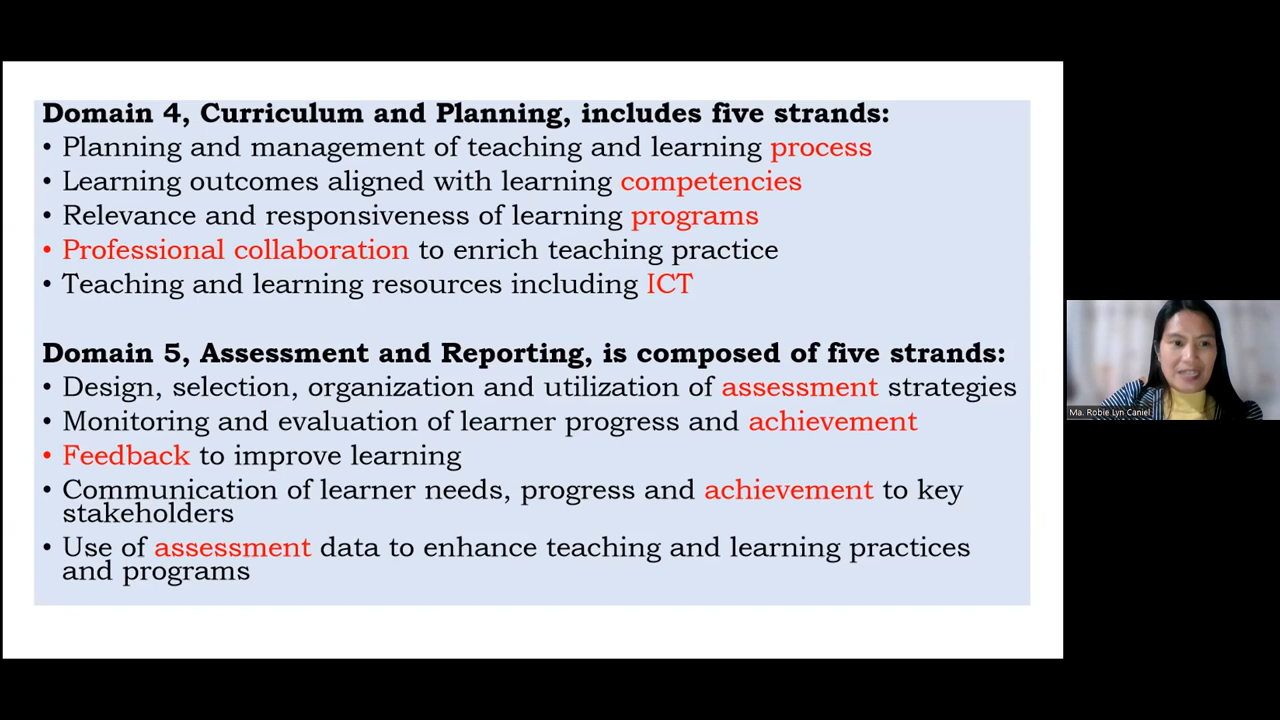 Domain 4, Curriculum and Planning, includes five strands:
• Planning and management of teaching and learning process
• Learning outcomes aligned with learning competencies
• Relevance and responsiveness of learning programs
• Professional collaboration to enrich teaching practice
• Teaching and learning resources including ICT
Domain 5, Assessment and Reporting, is composed of five strands:
• Design, selection, organization and utilization of assessment strategies
• Monitoring and evaluation of learner progress and achievement
• Feedback to improve learning
• Communication of learner needs, progress and achievement to key
stakeholders
• Use of assessment data to enhance teaching and learning practices
and programs
Ma. Robie Lyn Caniel